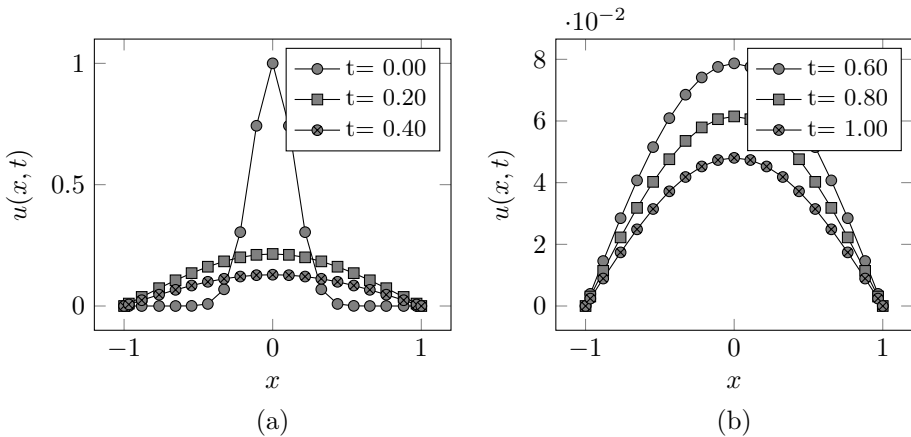 −1 0 1
0
0.5
1
x
u(x, t)
t= 0.00
t= 0.20
t= 0.40
(a)
·10−2
−1 0 1
0
2
4
6
8
x
u(x, t)
t= 0.60
t= 0.80
t= 1.00
(b)